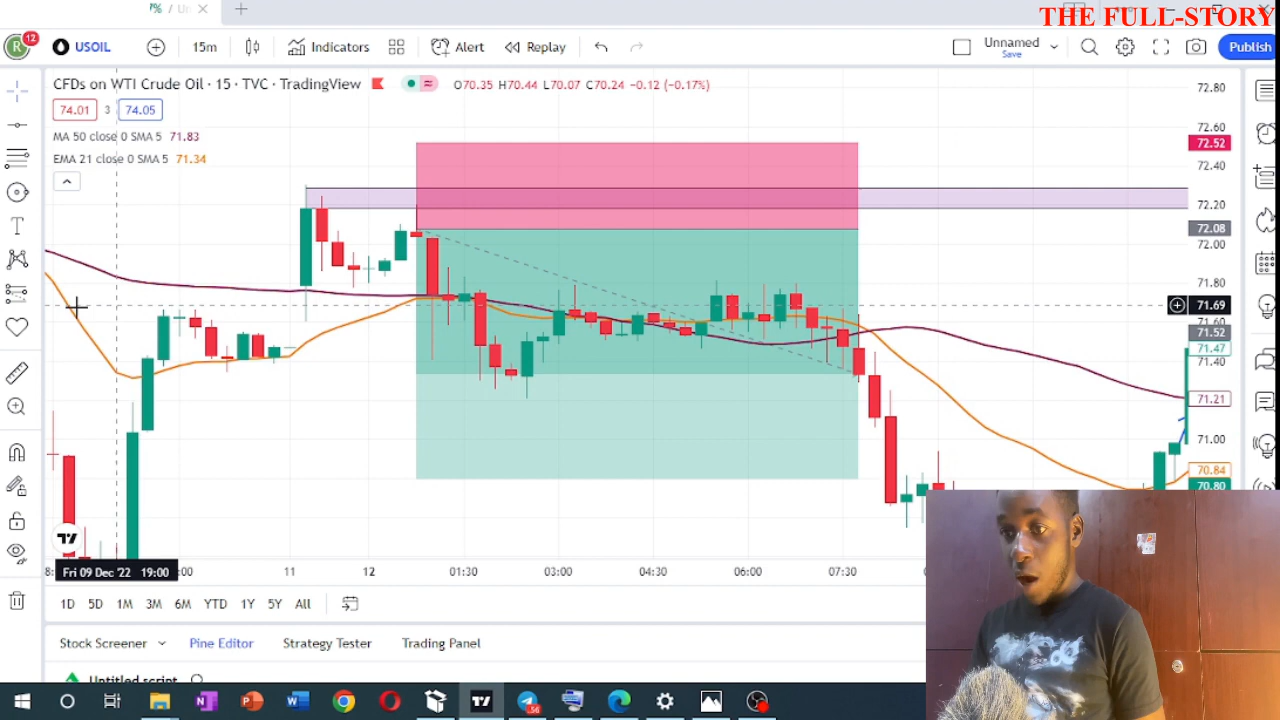 THE FULL-STORY
R
12
USOIL
15m
Indicators
Alert
Replay
Unnamed
Save
Publish
CFDs on WTI Crude Oil · 15 · TVC · TradingView
O70.35 H70.44 L70.07 C70.24 −0.12 (−0.17%)
74.01
3
74.05
MA 50 close 0 SMA 5 71.83
EMA 21 close 0 SMA 5 71.34
72.80
72.60
72.52
72.40
72.20
72.08
72.00
71.80
71.69
71.60
71.52
71.47
71.40
71.21
71.00
70.84
70.80
Fri 09 Dec '22 19:00
:00
11
12
01:30
03:00
04:30
06:00
07:30
1D 5D 1M 3M 6M YTD 1Y 5Y All
Stock Screener
Pine Editor
Strategy Tester
Trading Panel
Untitled script
56